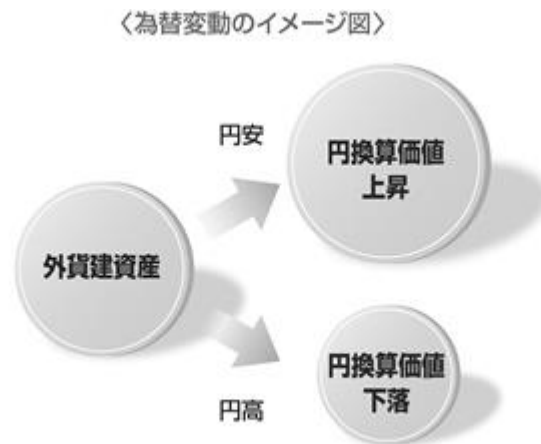 〈為替変動のイメージ図〉
円安
円換算価値
上昇
外貨建資産
円換算価値
下落
円高